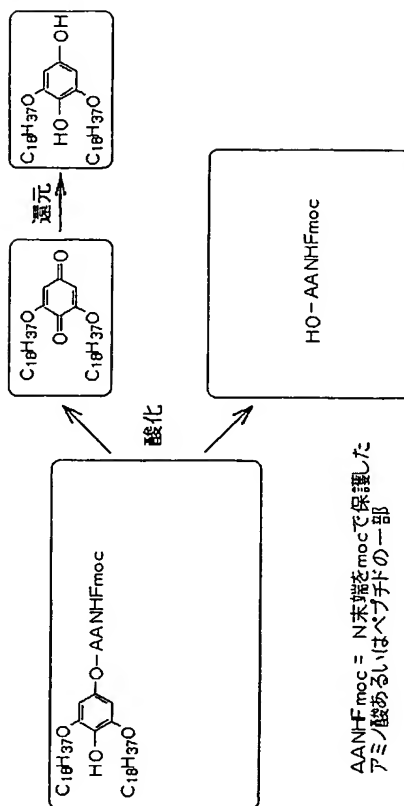 C18H37O
HO
O-AANHFmoc
C18H37O
酸化
C18H37O
O
O
C18H37O
還元
C18H37O
HO
OH
C18H37O
HO-AANHFmoc
AANHFmoc = N末端をmocで保護した
アミノ酸あるいはペプチドの一部